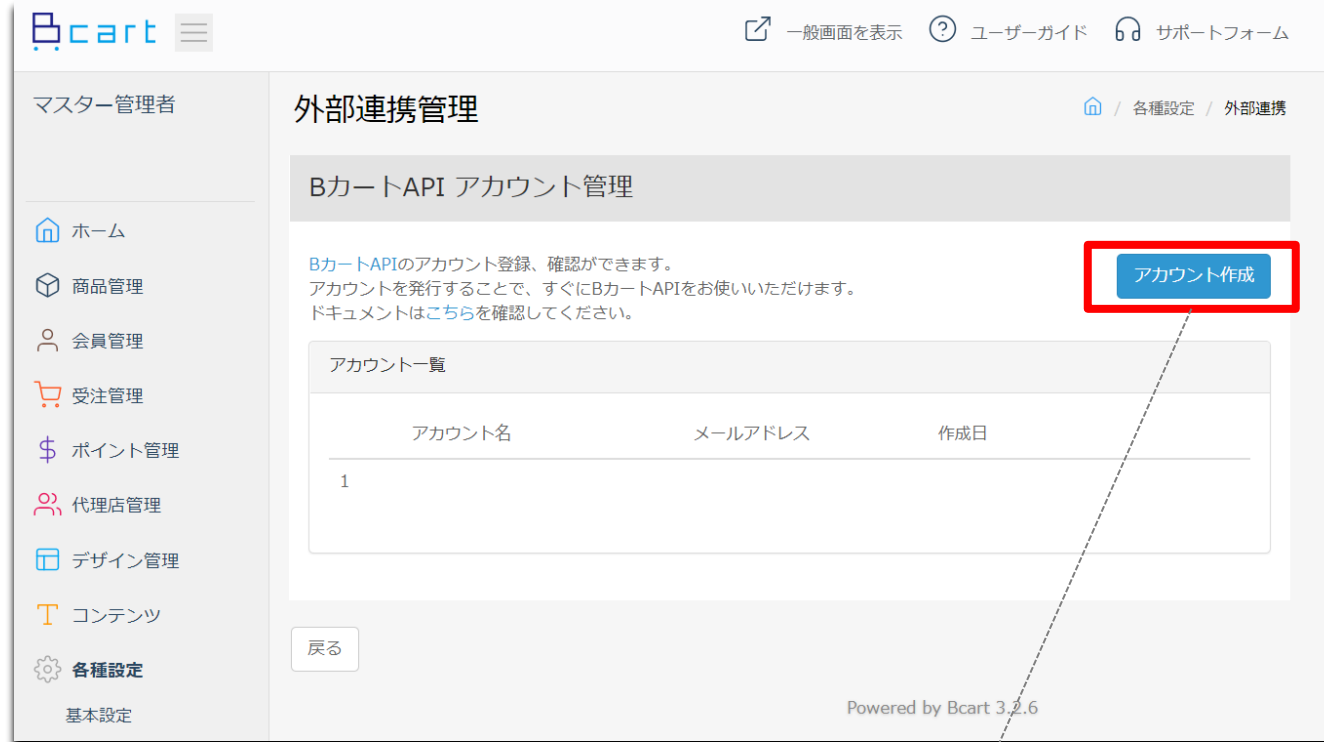 Bcart
一般画面を表示
ユーザーガイド
サポートフォーム
マスター管理者
外部連携管理
/ 各種設定 / 外部連携
BカートAPI アカウント管理
BカートAPIのアカウント登録、確認ができます。
アカウントを発行することで、すぐにBカートAPIをお使いいただけます。
ドキュメントはこちらを確認してください。
アカウント作成
アカウント一覧
アカウント名 メールアドレス 作成日
1
ホーム
商品管理
会員管理
受注管理
ポイント管理
代理店管理
デザイン管理
コンテンツ
各種設定
基本設定
戻る
Powered by Bcart 3.2.6